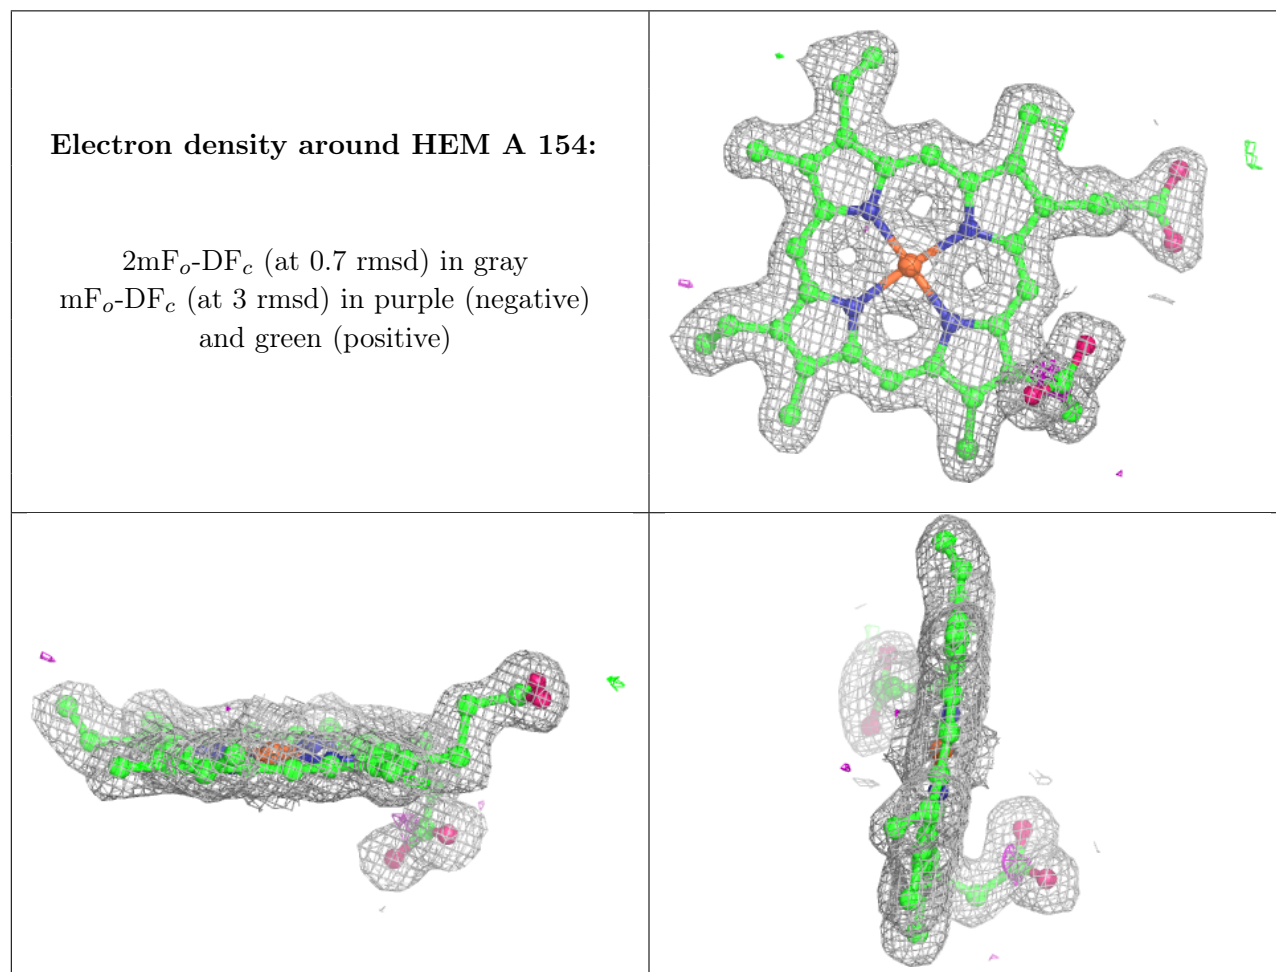 Electron density around HEM A 154:
2mFo-DFc (at 0.7 rmsd) in gray
mFo-DFc (at 3 rmsd) in purple (negative)
and green (positive)